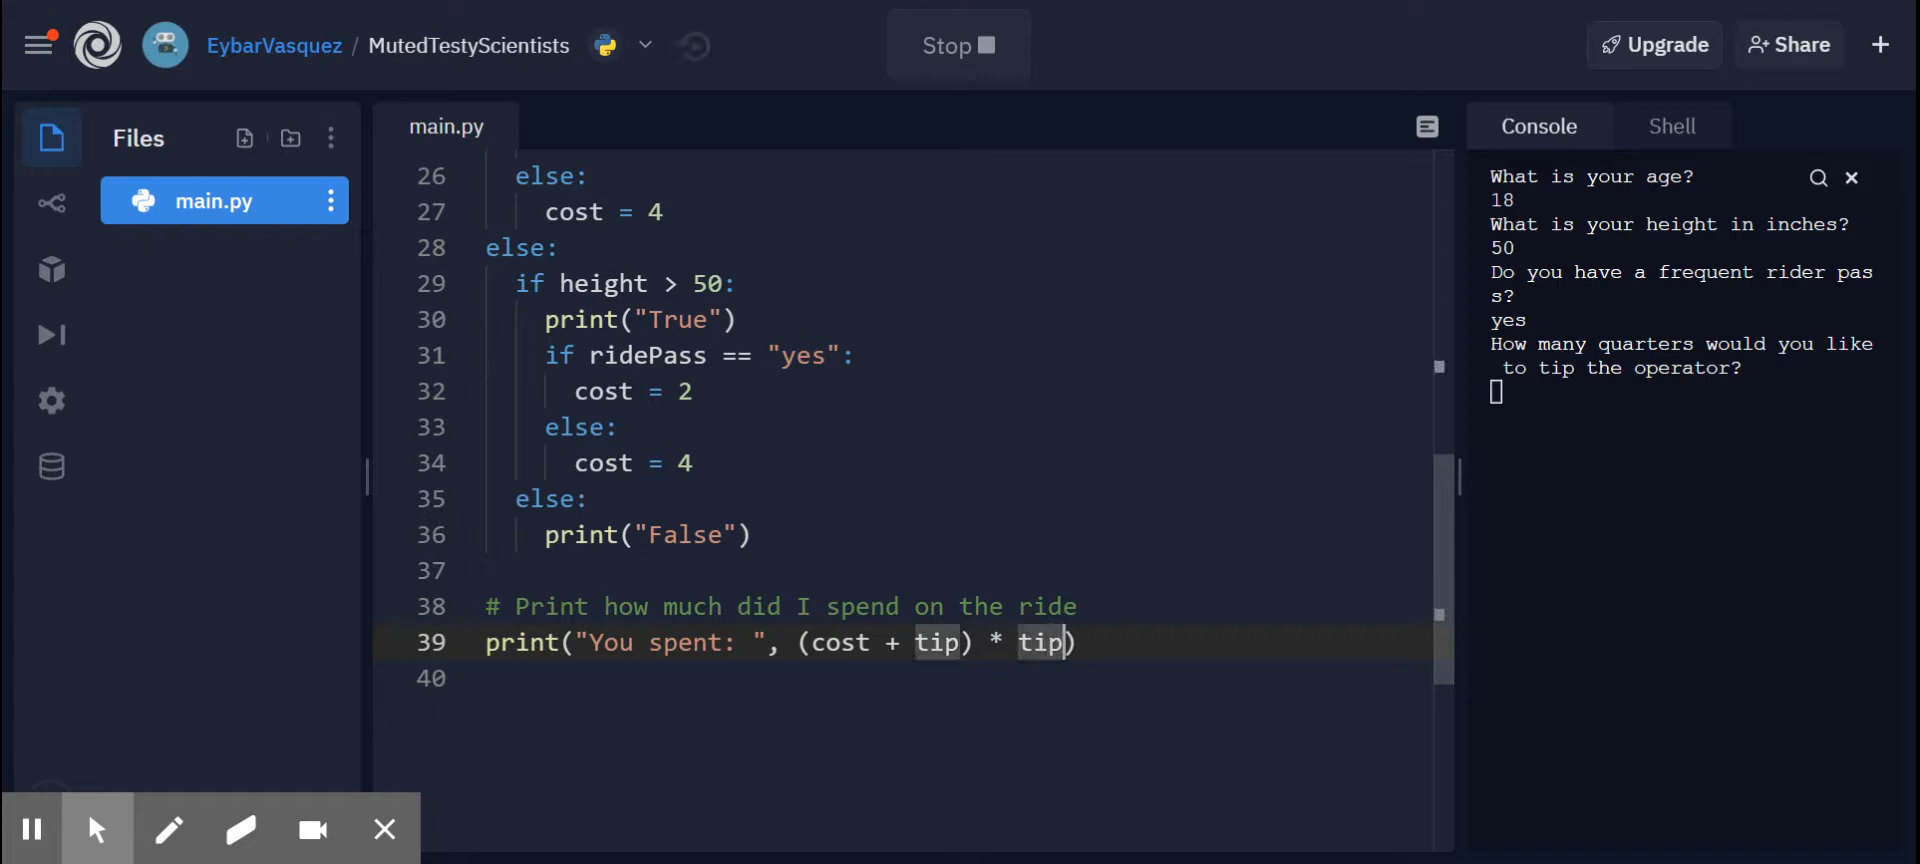 EybarVasquez / MutedTestyScientists
Stop
Upgrade
Share
Files
main.py
main.py
26 else:
27 cost = 4
28 else:
29 if height > 50:
30 print("True")
31 if ridePass == "yes":
32 cost = 2
33 else:
34 cost = 4
35 else:
36 print("False")
37
38 # Print how much did I spend on the ride
39 print("You spent: ", (cost + tip) * tip)
40
Console
Shell
What is your age?
18
What is your height in inches?
50
Do you have a frequent rider pas
s?
yes
How many quarters would you like
to tip the operator?